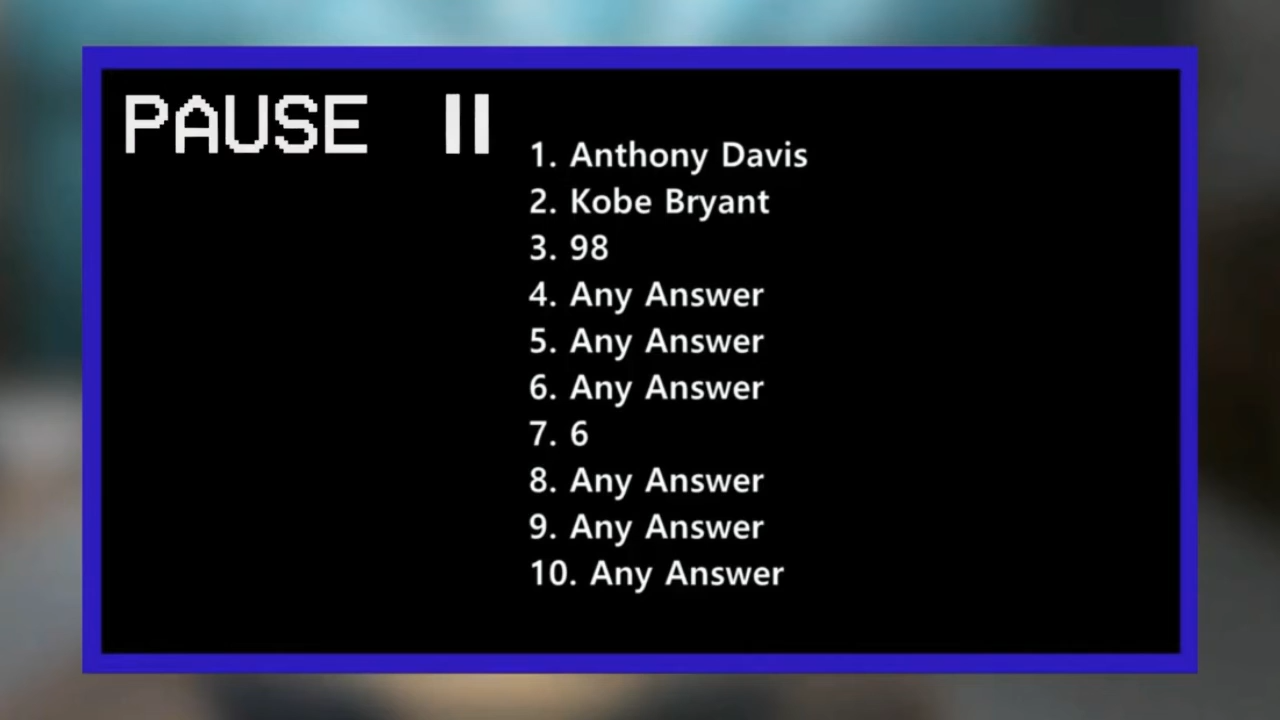 PAUSE
1. Anthony Davis
2. Kobe Bryant
3. 98
4. Any Answer
5. Any Answer
6. Any Answer
7. 6
8. Any Answer
9. Any Answer
10. Any Answer